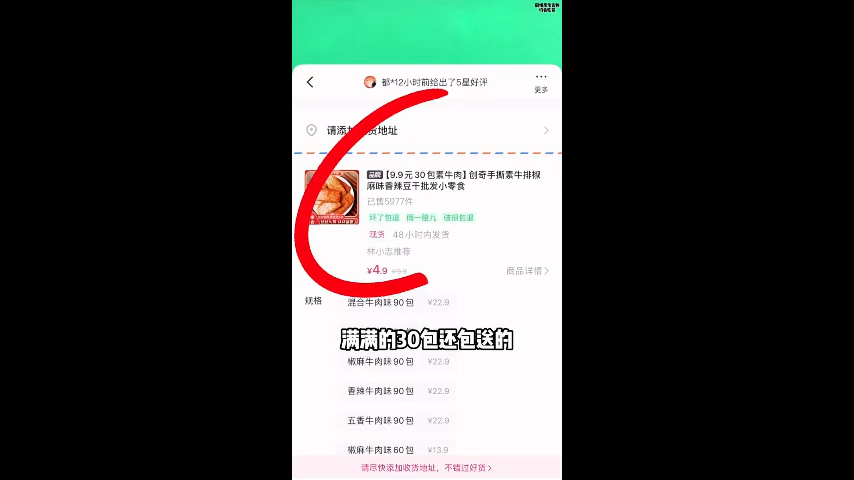 都*12小时前给出了5星好评
更多
请添加收货地址
品牌【9.9元30包素牛肉】创奇手撕素牛排椒
麻味香辣豆干批发小零食
已售5977件
坏了包退 假一赔九 破损包退
现货 48小时内发货
林小志推荐
¥4.9 ¥9.9
商品详情
规格
混合牛肉味90包 ¥22.9
满满的30包还包送的
椒麻牛肉味90包 ¥22.9
香辣牛肉味90包 ¥22.9
五香牛肉味90包 ¥22.9
椒麻牛肉味60包 ¥13.9
请尽快添加收货地址，不错过好货